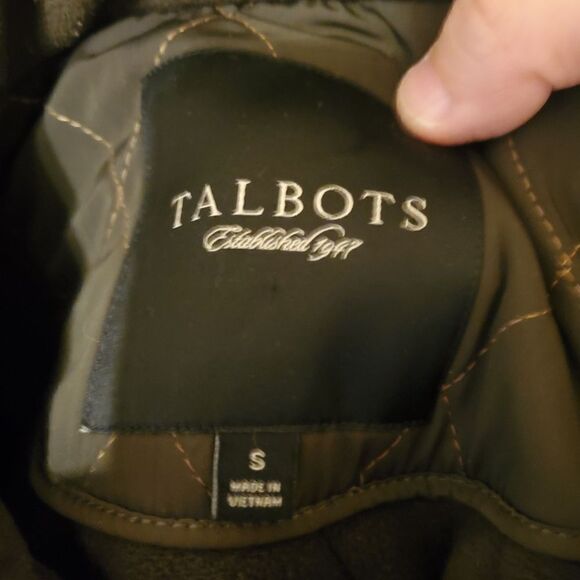 TALBOTS
Established 1947
S
MADE IN
VIETNAM